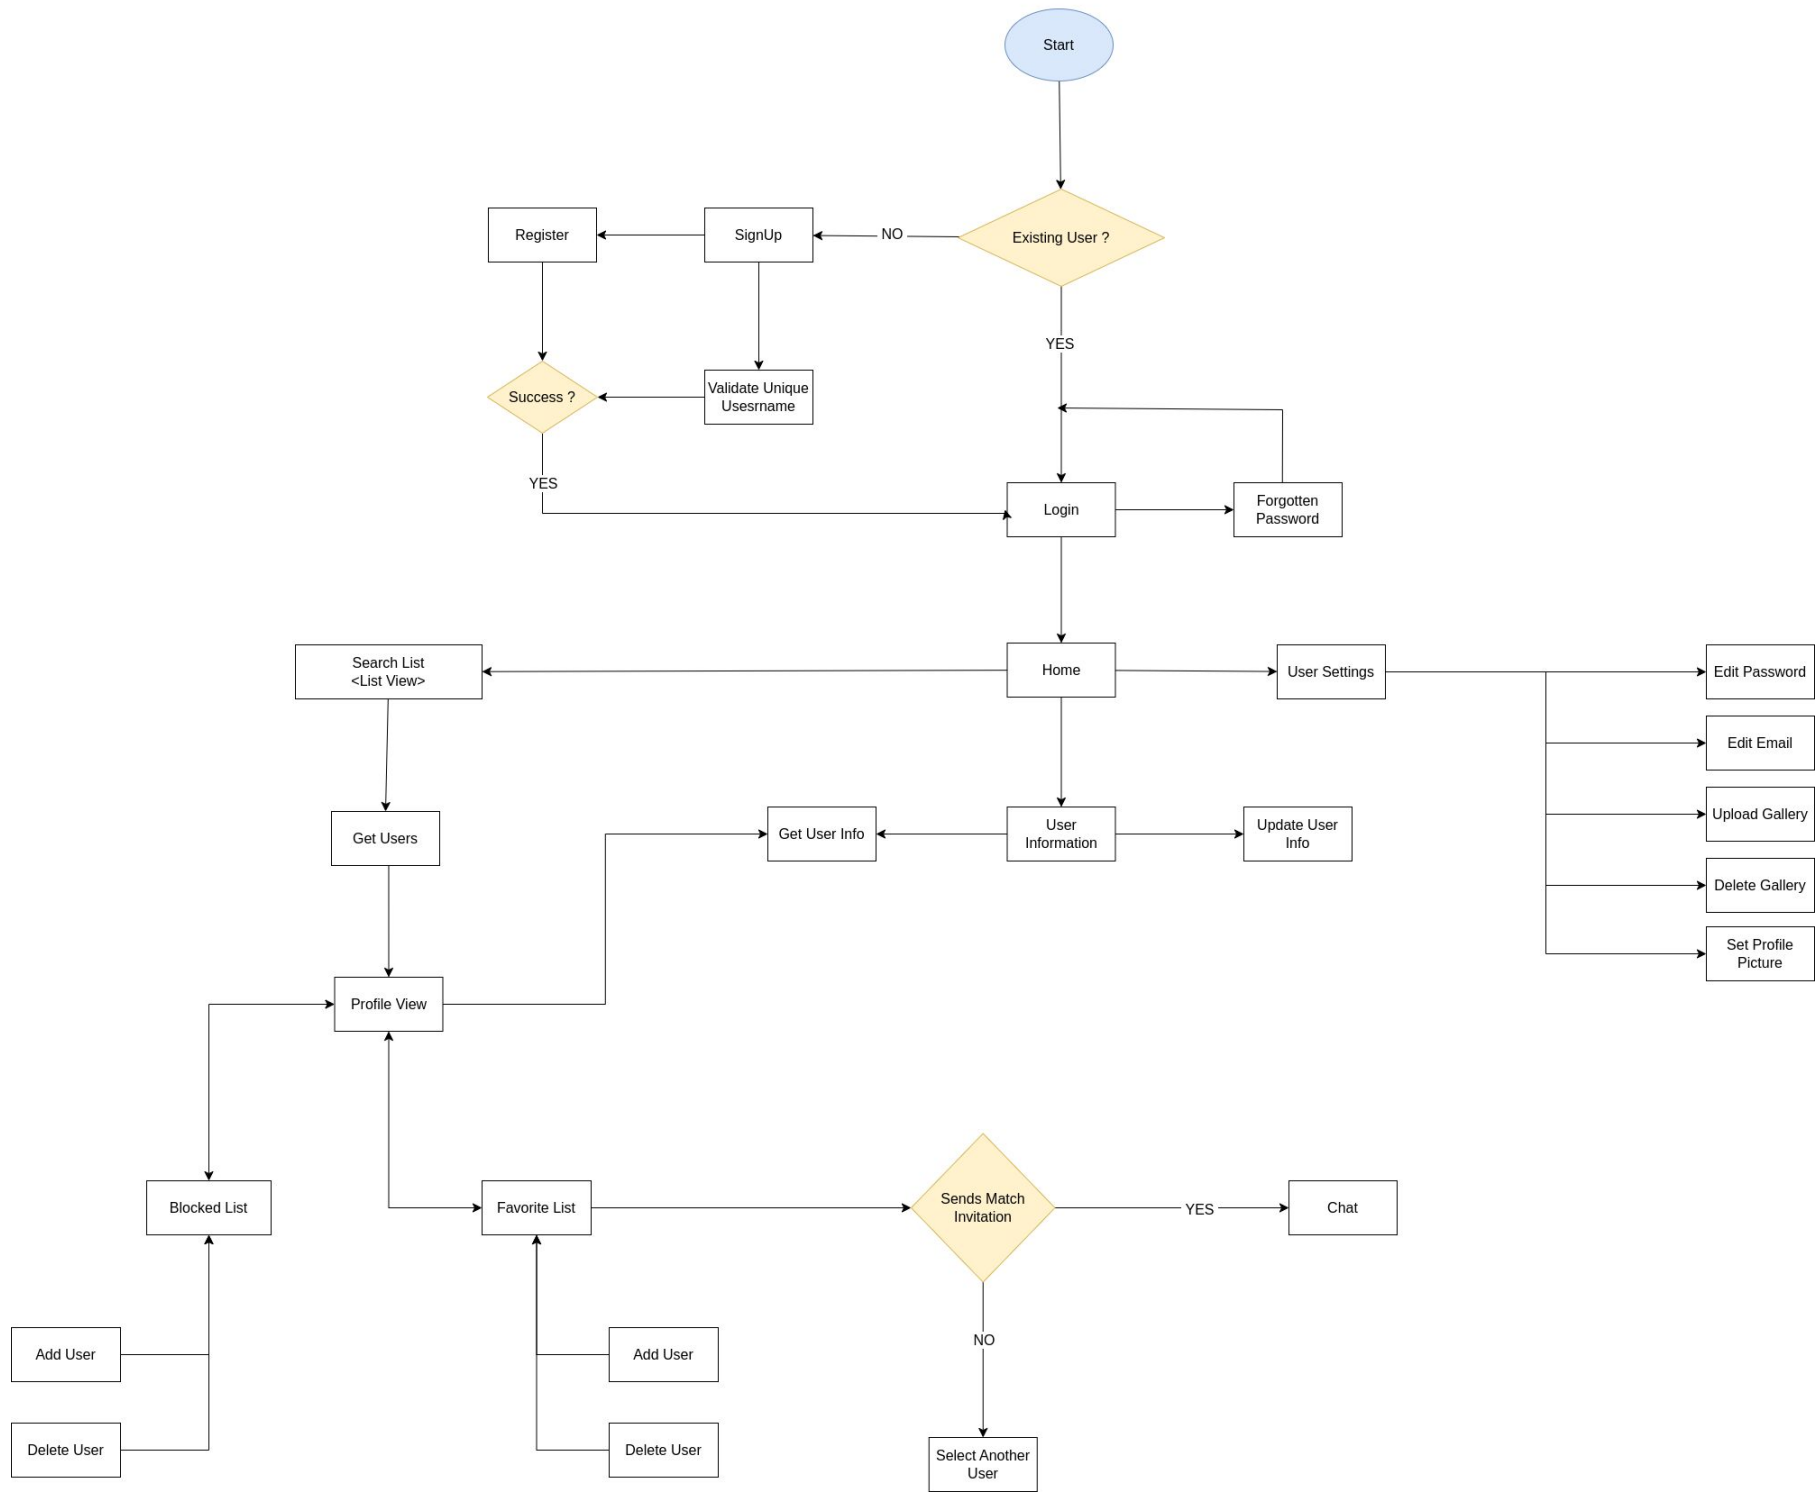 Start
Existing User ?
NO
SignUp
Register
YES
Success ?
Validate Unique
Usesrname
YES
Login
Forgotten
Password
Home
Search List
<List View>
User Settings
Edit Password
Edit Email
Upload Gallery
Delete Gallery
Set Profile
Picture
Get Users
Get User Info
User
Information
Update User
Info
Profile View
Blocked List
Favorite List
Sends Match
Invitation
YES
Chat
NO
Add User
Add User
Delete User
Delete User
Select Another
User